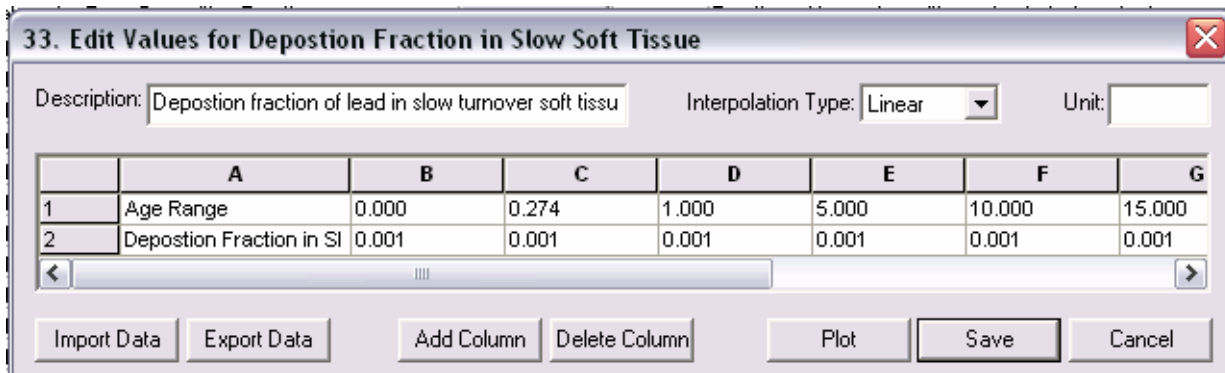 33. Edit Values for Depostion Fraction in Slow Soft Tissue
Description: Depostion fraction of lead in slow turnover soft tissu Interpolation Type: Linear Unit:
A B C D E F G
1 Age Range 0.000 0.274 1.000 5.000 10.000 15.000
2 Depostion Fraction in Sl 0.001 0.001 0.001 0.001 0.001 0.001
Import Data Export Data Add Column Delete Column Plot Save Cancel